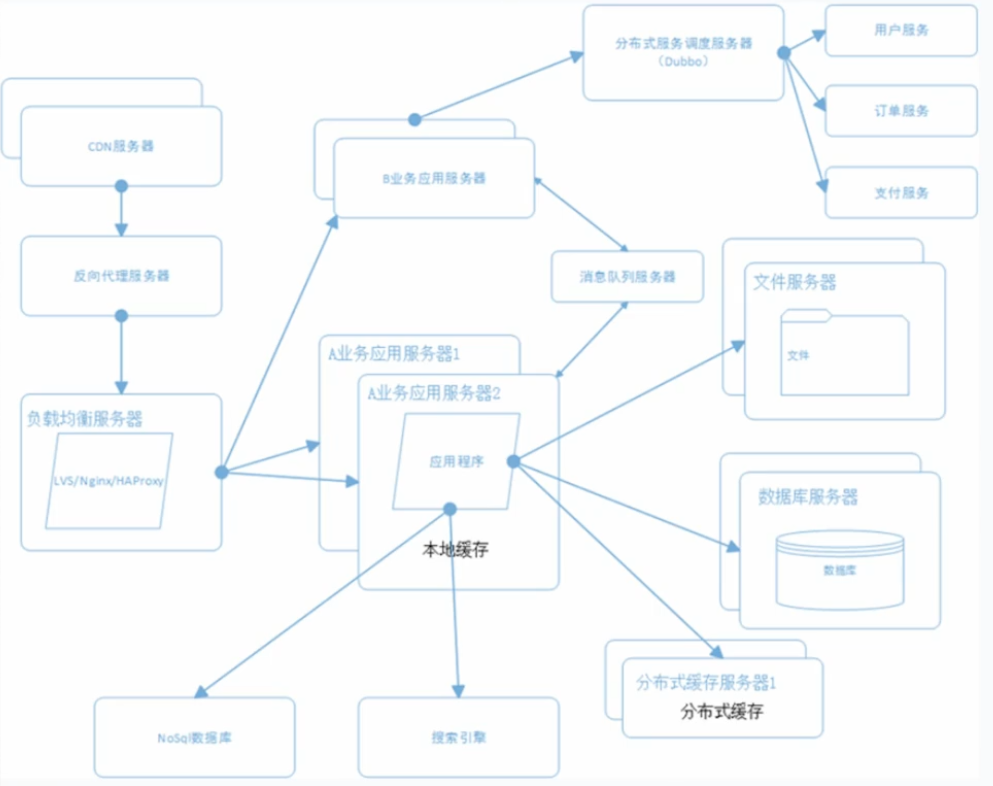 分布式服务调度服务器
（Dubbo）
用户服务
订单服务
支付服务
CDN服务器
B业务应用服务器
反向代理服务器
消息队列服务器
文件服务器
文件
A业务应用服务器1
A业务应用服务器2
应用程序
本地缓存
负载均衡服务器
LVS/Nginx/HAProxy
数据库服务器
数据库
分布式缓存服务器1
分布式缓存
NoSql数据库
搜索引擎